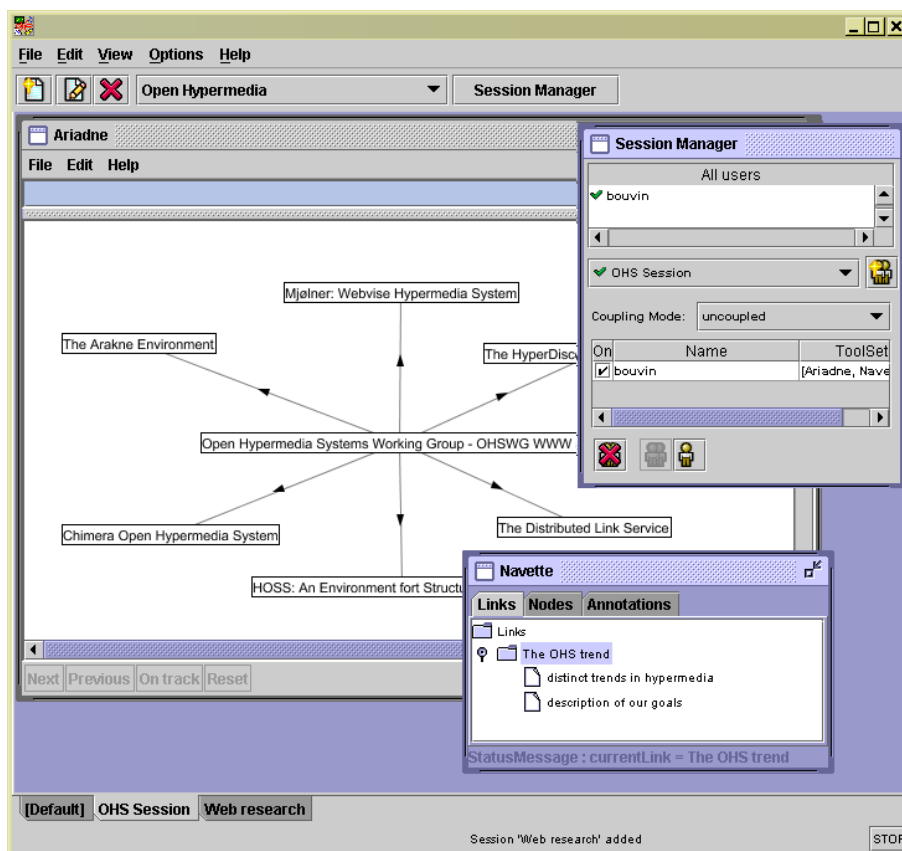 File Edit View Options Help
Open Hypermedia
Session Manager
Ariadne
File Edit Help
Mjølner: Webvise Hypermedia System
The Arakne Environment
The HyperDisc
Open Hypermedia Systems Working Group - OHSWG WWW
Chimera Open Hypermedia System
The Distributed Link Service
HOSS: An Environment fort Structu
Next Previous On track Reset
Session Manager
All users
bouvin
OHS Session
Coupling Mode: uncoupled
On Name ToolSet
bouvin [Ariadne, Nave
Navette
Links Nodes Annotations
Links
The OHS trend
distinct trends in hypermedia
description of our goals
StatusMessage : currentLink = The OHS trend
[Default] OHS Session Web research
Session 'Web research' added
STOP